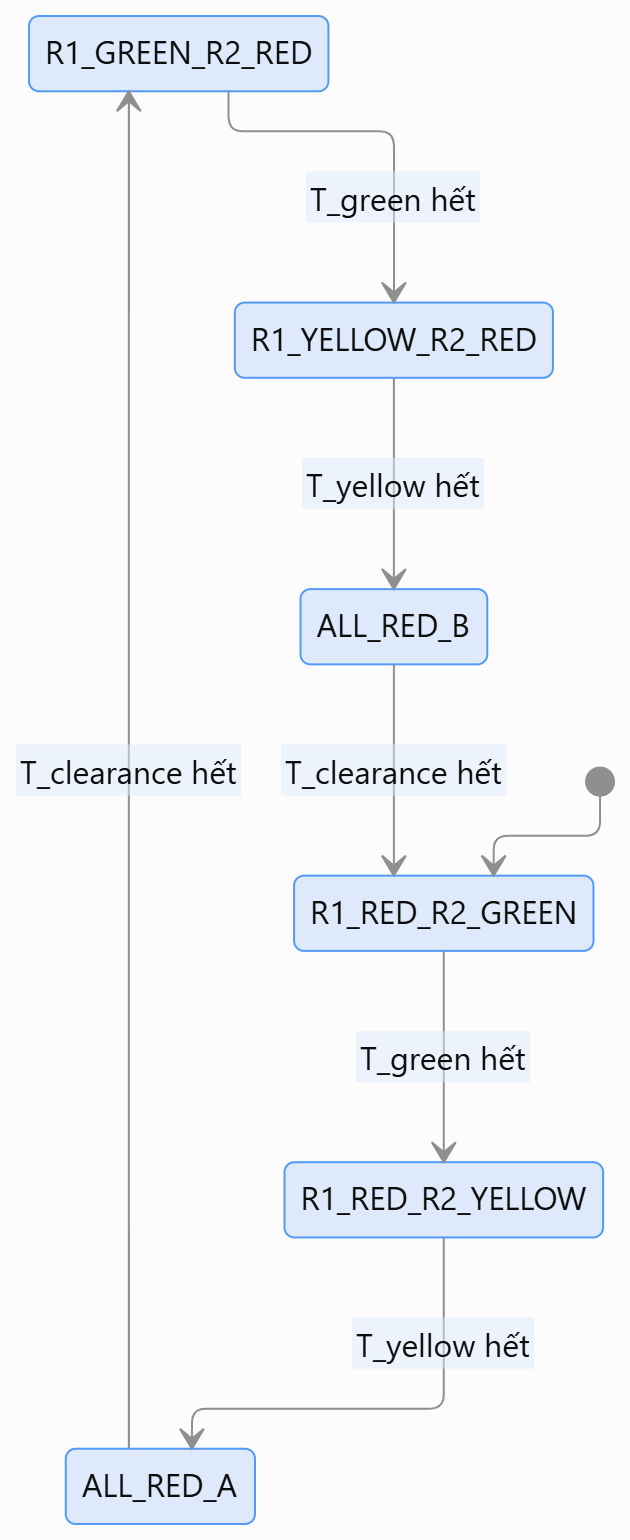 R1_GREEN_R2_RED
T_green hết
R1_YELLOW_R2_RED
T_yellow hết
ALL_RED_B
T_clearance hết
T_clearance hết
R1_RED_R2_GREEN
T_green hết
R1_RED_R2_YELLOW
T_yellow hết
ALL_RED_A